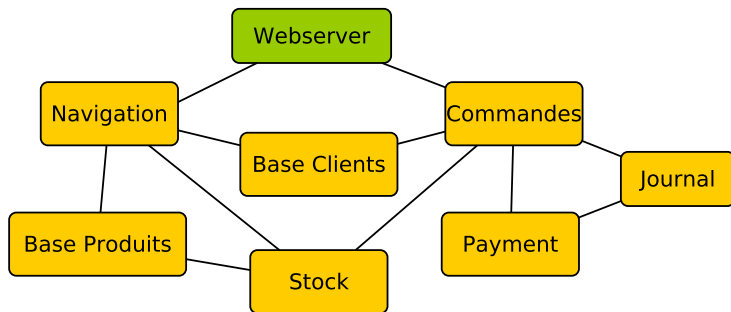 Webserver
Navigation
Commandes
Base Clients
Journal
Base Produits
Payment
Stock